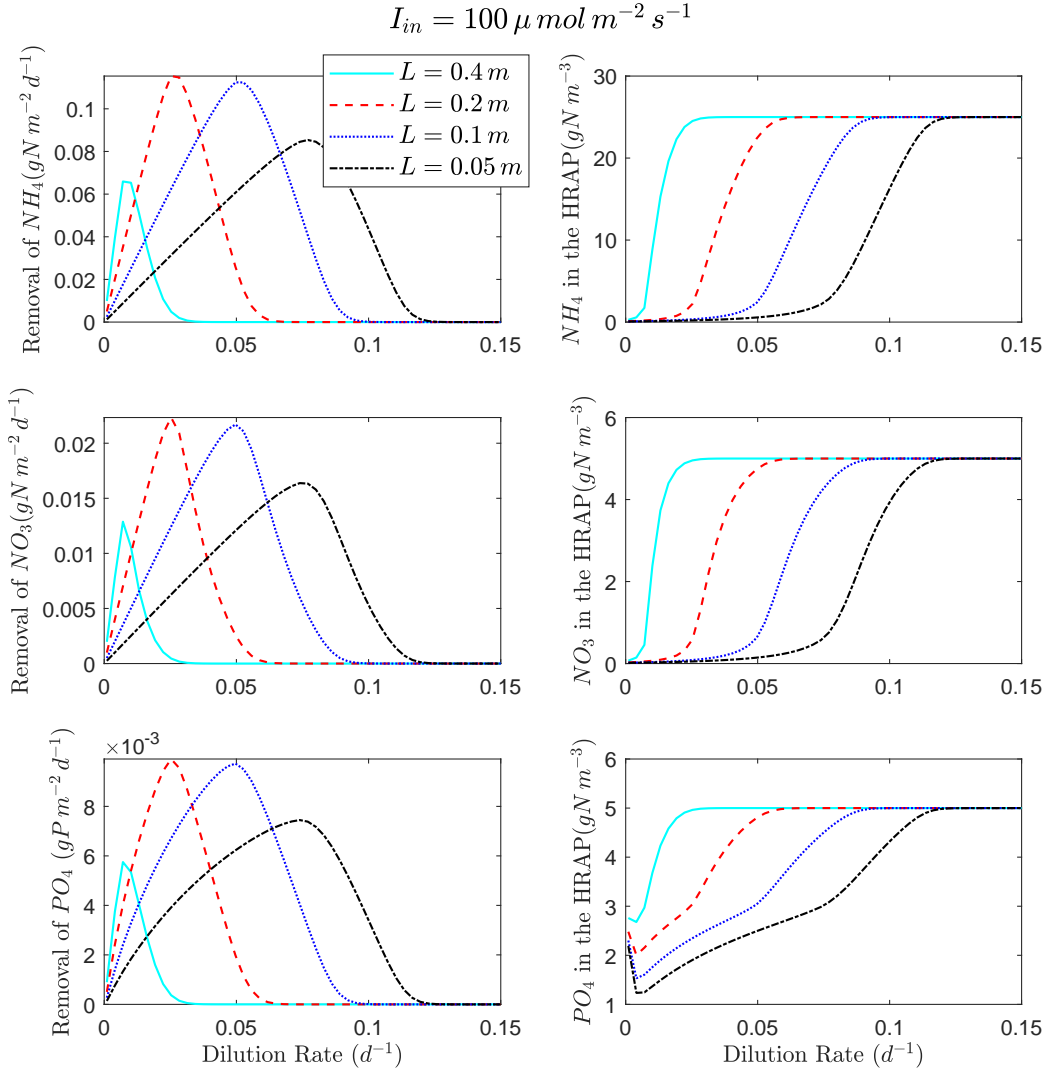 I_{in} = 100 μ mol m^{-2} s^{-1}
L = 0.4 m
L = 0.2 m
L = 0.1 m
L = 0.05 m
Removal of NH_4(gN m^{-2} d^{-1})
0.1
0.08
0.06
0.04
0.02
0
0 0.05 0.1 0.15
NH_4 in the HRAP(gN m^{-3})
30
20
10
0
0 0.05 0.1 0.15
Removal of NO_3(gN m^{-2} d^{-1})
0.02
0.015
0.01
0.005
0
0 0.05 0.1 0.15
NO_3 in the HRAP(gN m^{-3})
6
4
2
0
0 0.05 0.1 0.15
Removal of PO_4 (gP m^{-2} d^{-1})
×10^{-3}
8
6
4
2
0
0 0.05 0.1 0.15
Dilution Rate (d^{-1})
PO_4 in the HRAP(gN m^{-3})
6
5
4
3
2
1
0 0.05 0.1 0.15
Dilution Rate (d^{-1})